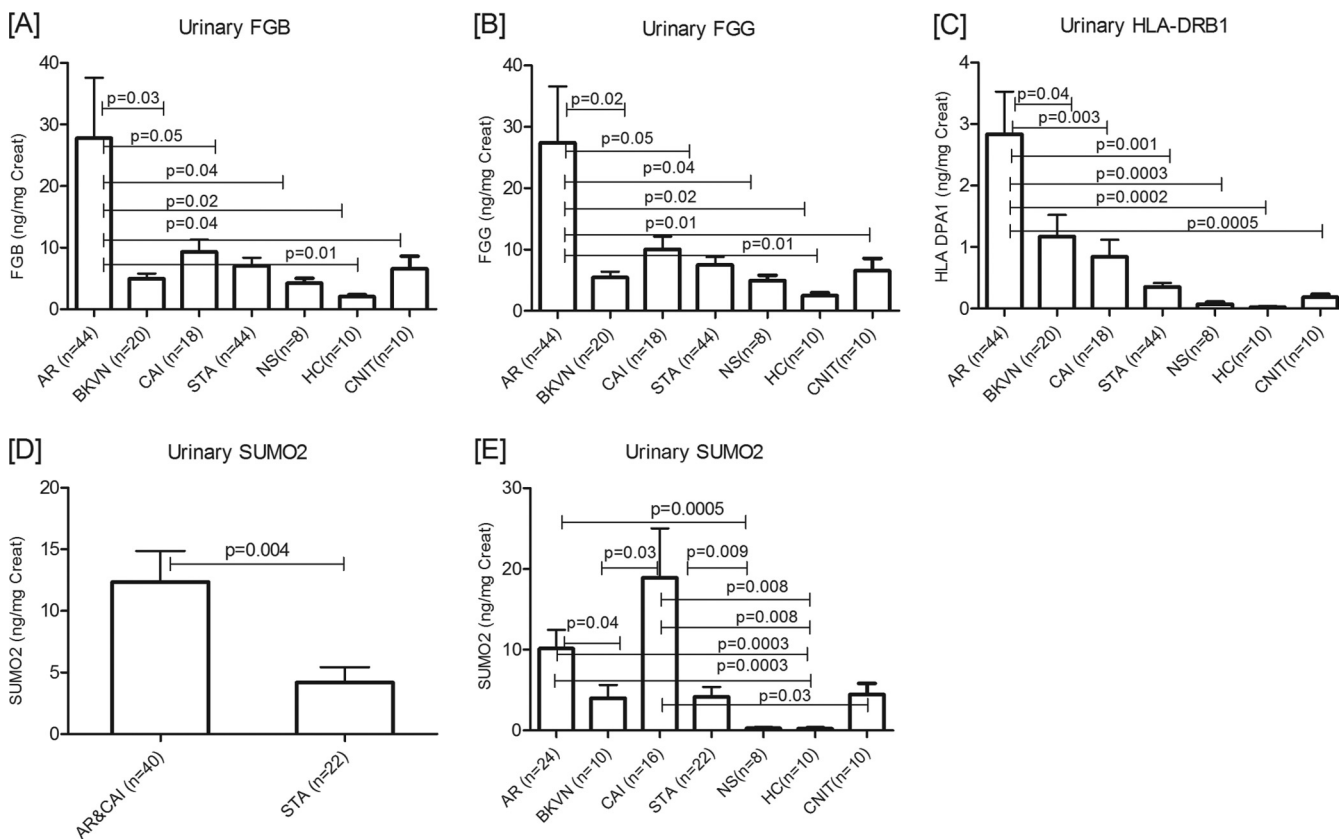 [A]
Urinary FGB
FGB (ng/mg Creat)
40
30
20
10
0
p=0.03
p=0.05
p=0.04
p=0.02
p=0.04
p=0.01
AR (n=44)
BKVN (n=20)
CAI (n=18)
STA (n=44)
NS(n=8)
HC(n=10)
CNIT(n=10)
[B]
Urinary FGG
FGG (ng/mg Creat)
40
30
20
10
0
p=0.02
p=0.05
p=0.04
p=0.02
p=0.01
p=0.01
AR (n=44)
BKVN (n=20)
CAI (n=18)
STA (n=44)
NS(n=8)
HC(n=10)
CNIT(n=10)
[C]
Urinary HLA-DRB1
HLA DPA1 (ng/mg Creat)
4
3
2
1
0
p=0.04
p=0.003
p=0.001
p=0.0003
p=0.0002
p=0.0005
AR (n=44)
BKVN (n=20)
CAI (n=18)
STA (n=44)
NS(n=8)
HC(n=10)
CNIT(n=10)
[D]
Urinary SUMO2
SUMO2 (ng/mg Creat)
20
15
10
5
0
p=0.004
AR&CAI (n=40)
STA (n=22)
[E]
Urinary SUMO2
SUMO2 (ng/mg Creat)
30
20
10
0
p=0.0005
p=0.03
p=0.009
p=0.008
p=0.008
p=0.04
p=0.0003
p=0.0003
p=0.03
AR (n=24)
BKVN (n=10)
CAI (n=16)
STA (n=22)
NS(n=8)
HC(n=10)
CNIT(n=10)